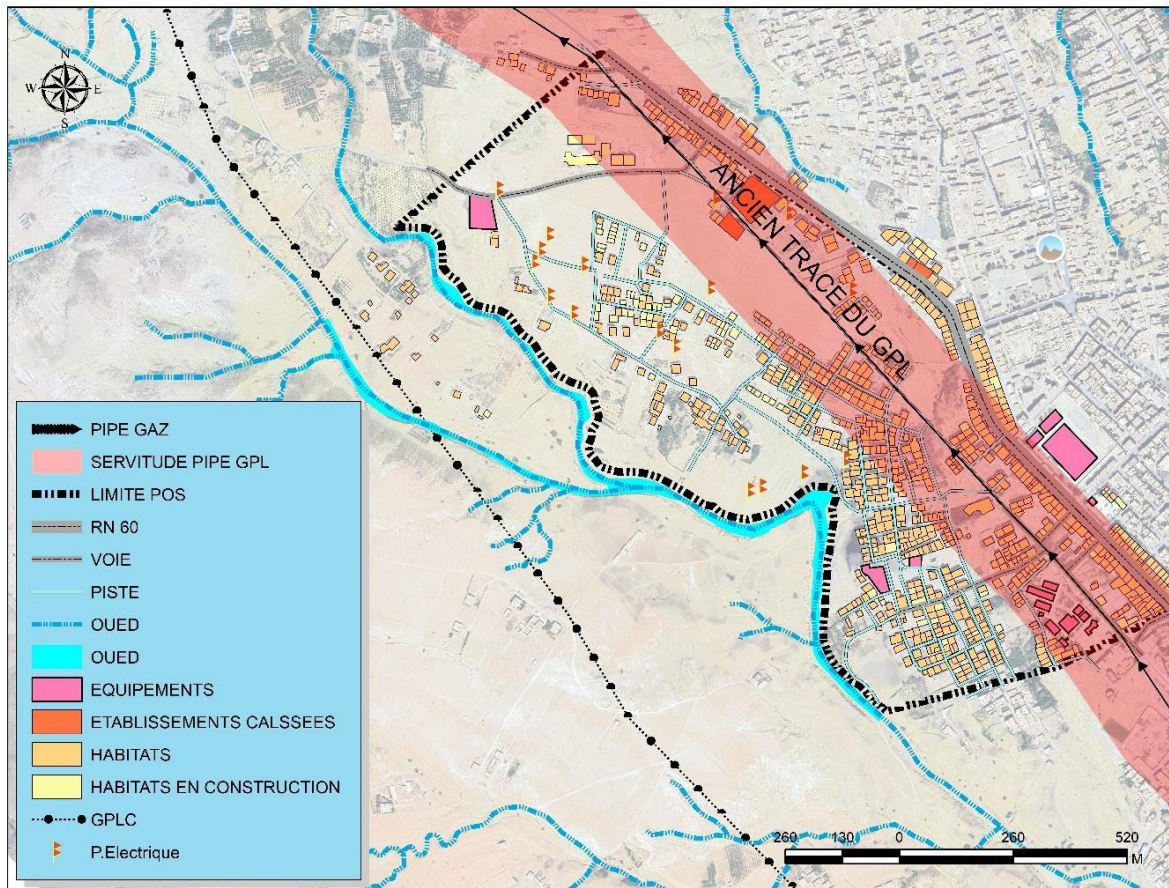 N
W E
S
ANCIEN TRACE DU GPL
PIPE GAZ
SERVITUDE PIPE GPL
LIMITE POS
RN 60
VOIE
PISTE
OUED
OUED
EQUIPEMENTS
ETABLISSEMENTS CALSSEES
HABITATS
HABITATS EN CONSTRUCTION
GPLC
P.Electrique
260 130 0 260 520
M